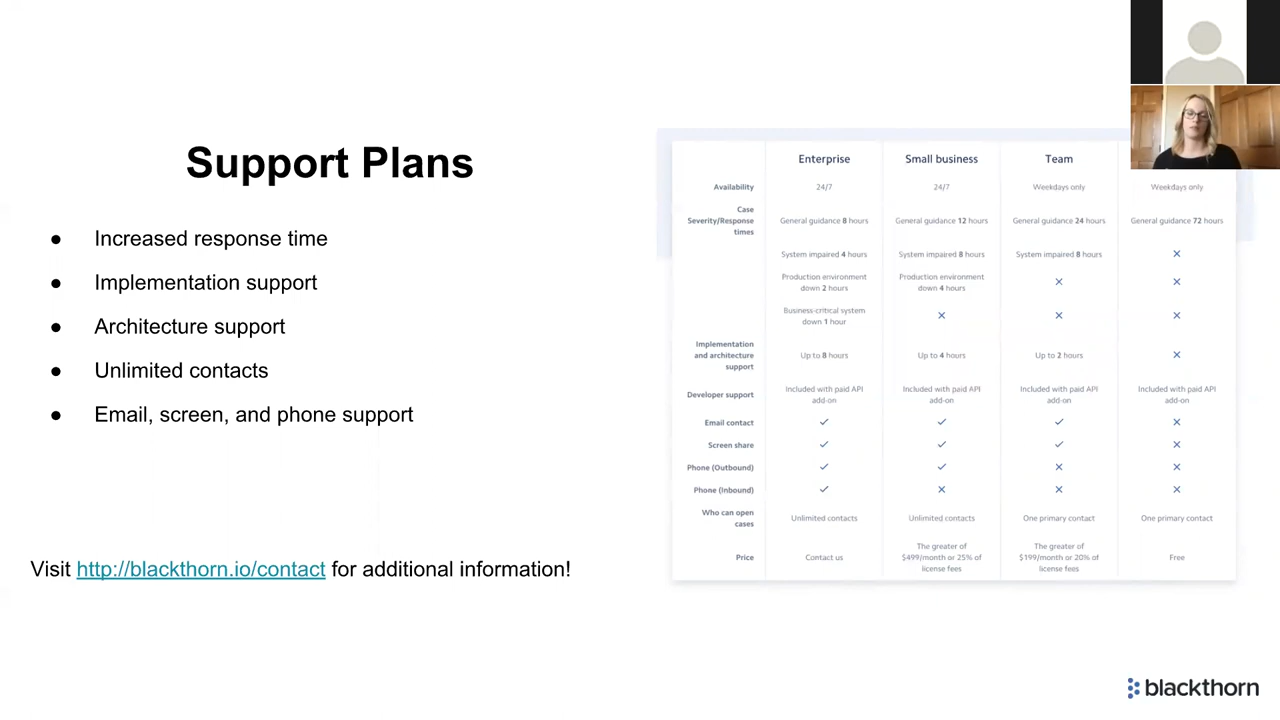 Support Plans
● Increased response time
● Implementation support
● Architecture support
● Unlimited contacts
● Email, screen, and phone support
Visit http://blackthorn.io/contact for additional information!
Enterprise Small business Team
Availability 24/7 24/7 Weekdays only Weekdays only
Case
Severity/Response General guidance 8 hours General guidance 12 hours General guidance 24 hours General guidance 72 hours
times
System impaired 4 hours System impaired 8 hours System impaired 8 hours ✕
Production environment Production environment
down 2 hours down 4 hours ✕ ✕
Business-critical system
down 1 hour ✕ ✕ ✕
Implementation
and architecture Up to 8 hours Up to 4 hours Up to 2 hours ✕
support
Developer support Included with paid API Included with paid API Included with paid API Included with paid API
add-on add-on add-on add-on
Email contact ✓ ✓ ✓ ✕
Screen share ✓ ✓ ✓ ✕
Phone (Outbound) ✓ ✓ ✕ ✕
Phone (Inbound) ✓ ✕ ✕ ✕
Who can open Unlimited contacts Unlimited contacts One primary contact One primary contact
cases
The greater of The greater of
Price Contact us $499/month or 25% of $199/month or 20% of Free
license fees license fees
blackthorn